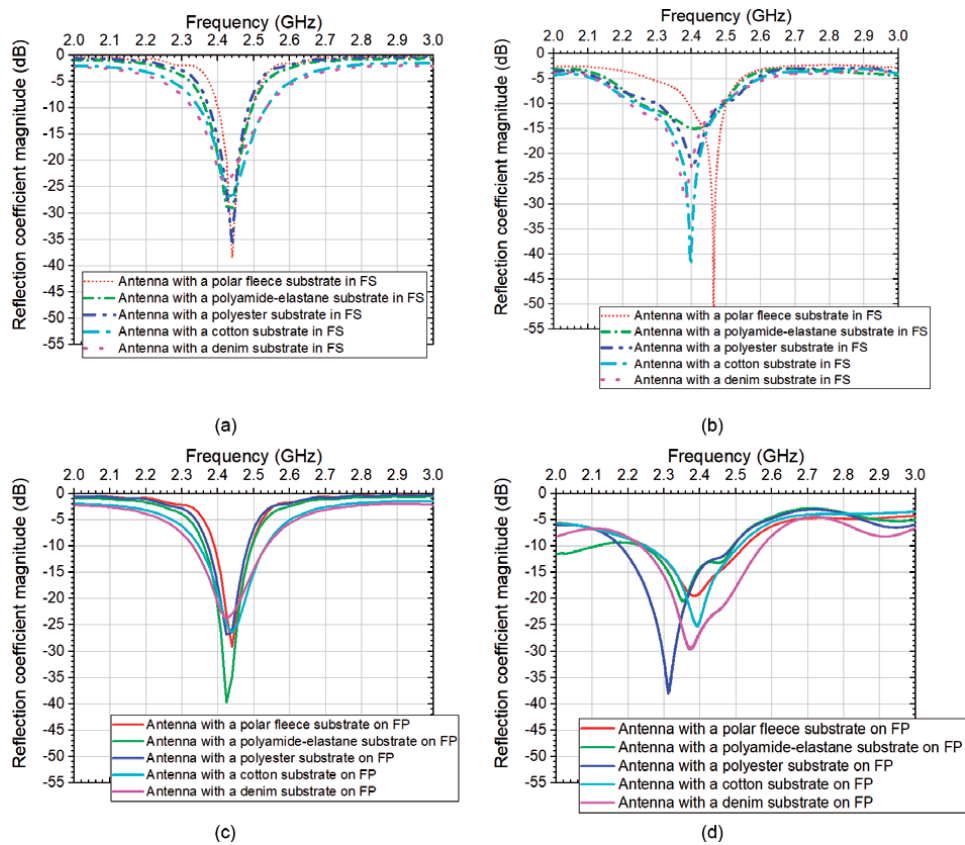 Frequency (GHz)
2.0 2.1 2.2 2.3 2.4 2.5 2.6 2.7 2.8 2.9 3.0
Reflection coefficient magnitude (dB)
0
-5
-10
-15
-20
-25
-30
-35
-40
-45
-50
-55
Antenna with a polar fleece substrate in FS
Antenna with a polyamide-elastane substrate in FS
Antenna with a polyester substrate in FS
Antenna with a cotton substrate in FS
Antenna with a denim substrate in FS
(a)
Frequency (GHz)
2.0 2.1 2.2 2.3 2.4 2.5 2.6 2.7 2.8 2.9 3.0
Reflection coefficient magnitude (dB)
0
-5
-10
-15
-20
-25
-30
-35
-40
-45
-50
-55
Antenna with a polar fleece substrate in FS
Antenna with a polyamide-elastane substrate in FS
Antenna with a polyester substrate in FS
Antenna with a cotton substrate in FS
Antenna with a denim substrate in FS
(b)
Frequency (GHz)
2.0 2.1 2.2 2.3 2.4 2.5 2.6 2.7 2.8 2.9 3.0
Reflection coefficient magnitude (dB)
0
-5
-10
-15
-20
-25
-30
-35
-40
-45
-50
-55
Antenna with a polar fleece substrate on FP
Antenna with a polyamide-elastane substrate on FP
Antenna with a polyester substrate on FP
Antenna with a cotton substrate on FP
Antenna with a denim substrate on FP
(c)
Frequency (GHz)
2.0 2.1 2.2 2.3 2.4 2.5 2.6 2.7 2.8 2.9 3.0
Reflection coefficient magnitude (dB)
0
-5
-10
-15
-20
-25
-30
-35
-40
-45
-50
-55
Antenna with a polar fleece substrate on FP
Antenna with a polyamide-elastane substrate on FP
Antenna with a polyester substrate on FP
Antenna with a cotton substrate on FP
Antenna with a denim substrate on FP
(d)